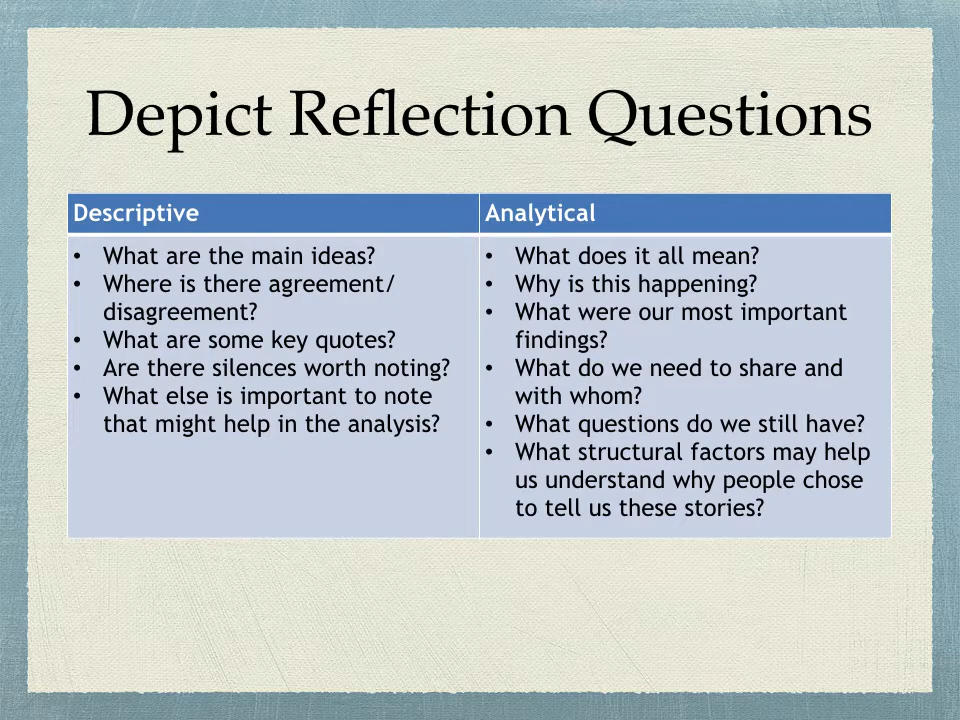 Depict Reflection Questions
Descriptive
• What are the main ideas?
• Where is there agreement/
disagreement?
• What are some key quotes?
• Are there silences worth noting?
• What else is important to note
that might help in the analysis?
Analytical
• What does it all mean?
• Why is this happening?
• What were our most important
findings?
• What do we need to share and
with whom?
• What questions do we still have?
• What structural factors may help
us understand why people chose
to tell us these stories?